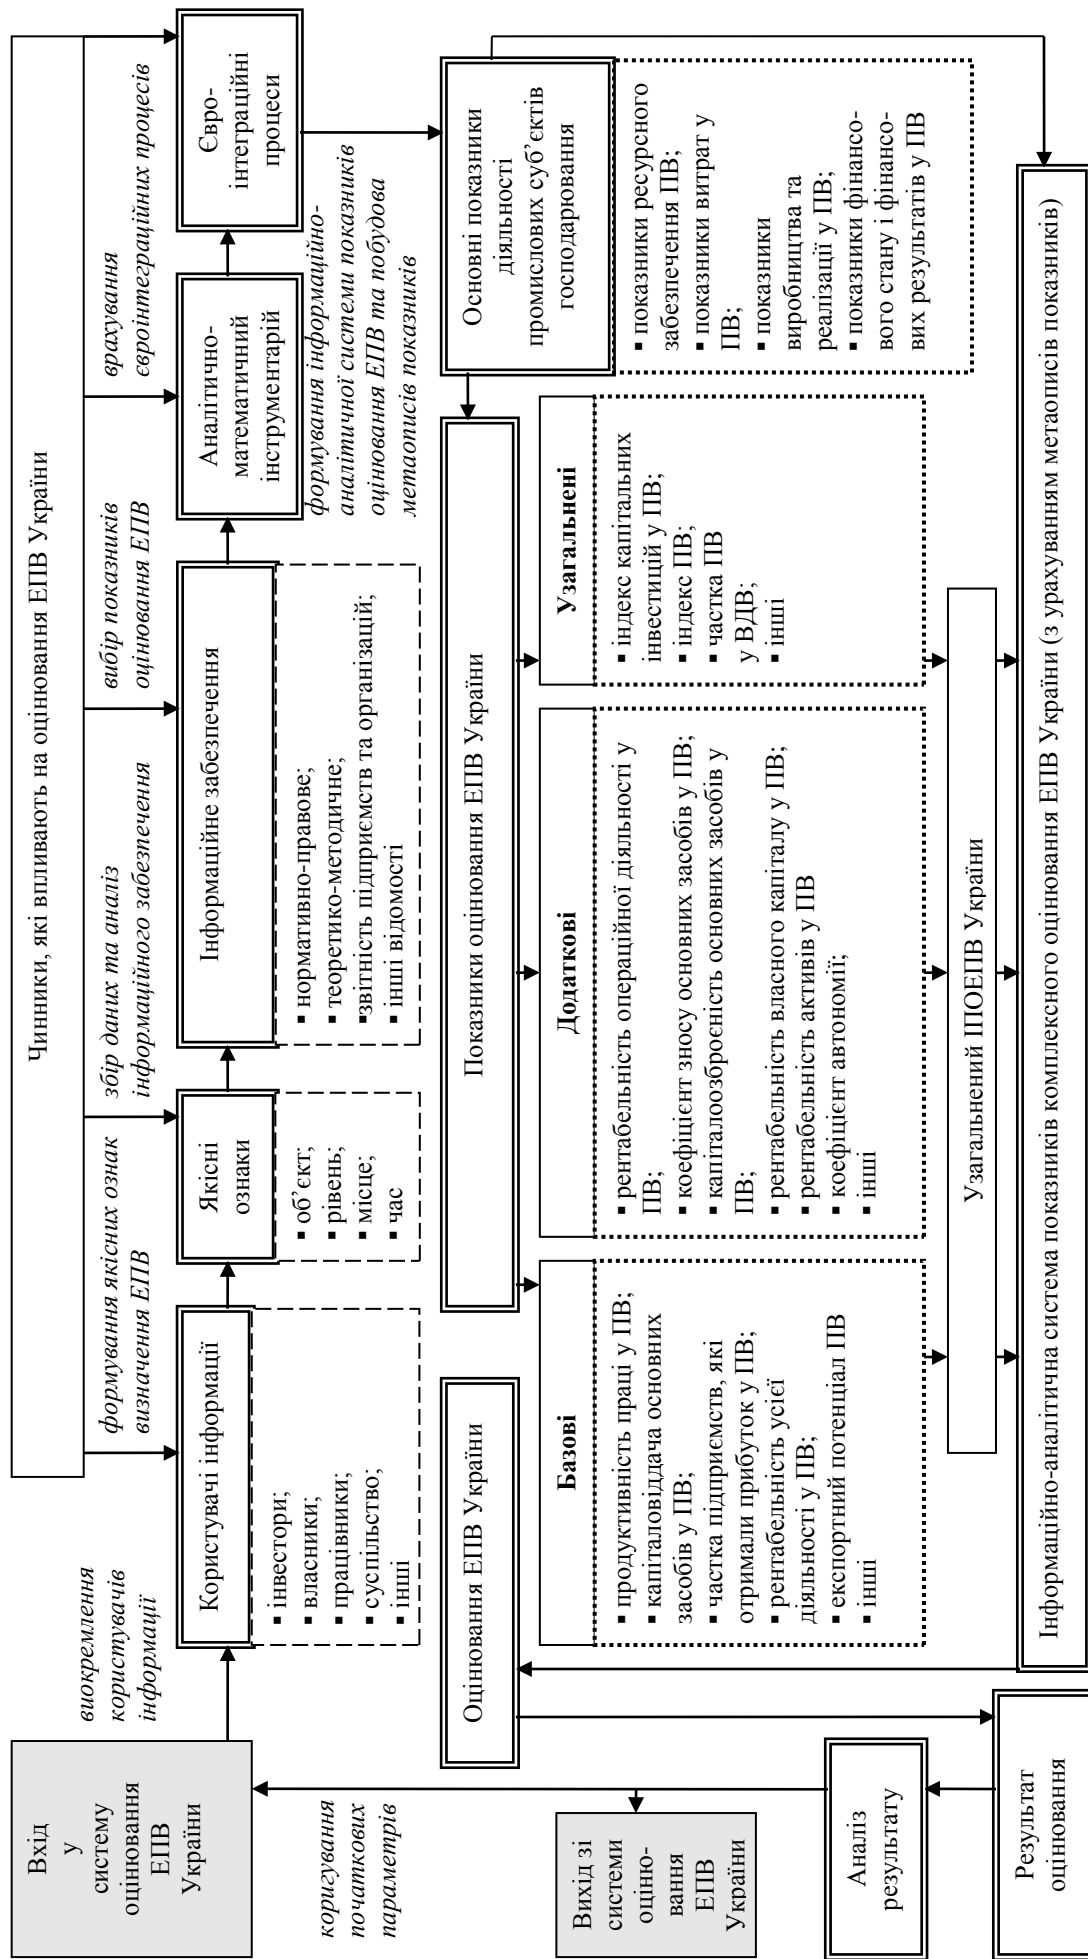 Вхід
у
систему
оцінювання
ЕПВ
України
виокремлення
користувачів
інформації
Чинники, які впливають на оцінювання ЕПВ України
формування якісних ознак
визначення ЕПВ
збір даних та аналіз
інформаційного забезпечення
вибір показників
оцінювання ЕПВ
врахування
євроінтеграційних процесів
Користувачі інформації
▪ інвестори;
▪ власники;
▪ працівники;
▪ суспільство;
▪ інші
Якісні
ознаки
▪ об’єкт;
▪ рівень;
▪ місце;
▪ час
Інформаційне забезпечення
▪ нормативно-правове;
▪ теоретико-методичне;
▪ звітність підприємств та організацій;
▪ інші відомості
Аналітично-
математичний
інструментарій
Євро-
інтеграційні
процеси
формування інформаційно-
аналітичної системи показників
оцінювання ЕПВ та побудова
метаописів показників
коригування
початкових
параметрів
Оцінювання ЕПВ України
Показники оцінювання ЕПВ України
Основні показники
діяльності
промислових суб’єктів
господарювання
▪ показники ресурсного
забезпечення ПВ;
▪ показники витрат у
ПВ;
▪ показники
виробництва та
реалізації у ПВ;
▪ показники фінансо-
вого стану і фінансо-
вих результатів у ПВ
Базові
▪ продуктивність праці у ПВ;
▪ капіталовіддача основних
засобів у ПВ;
▪ частка підприємств, які
отримали прибуток у ПВ;
▪ рентабельність усієї
діяльності у ПВ;
▪ експортний потенціал ПВ
▪ інші
Додаткові
▪ рентабельність операційної діяльності у
ПВ;
▪ коефіцієнт зносу основних засобів у ПВ;
▪ капіталоозброєність основних засобів у
ПВ;
▪ рентабельність власного капіталу у ПВ;
▪ рентабельність активів у ПВ
▪ коефіцієнт автономії;
▪ інші
Узагальнені
▪ індекс капітальних
інвестицій у ПВ;
▪ індекс ПВ;
▪ частка ПВ
у ВДВ;
▪ інші
Вихід зі
системи
оціню-
вання
ЕПВ
України
Аналіз
результату
Узагальнений ІПОЕПВ України
Результат
оцінювання
Інформаційно-аналітична система показників комплексного оцінювання ЕПВ України (з урахуванням метаописів показників)